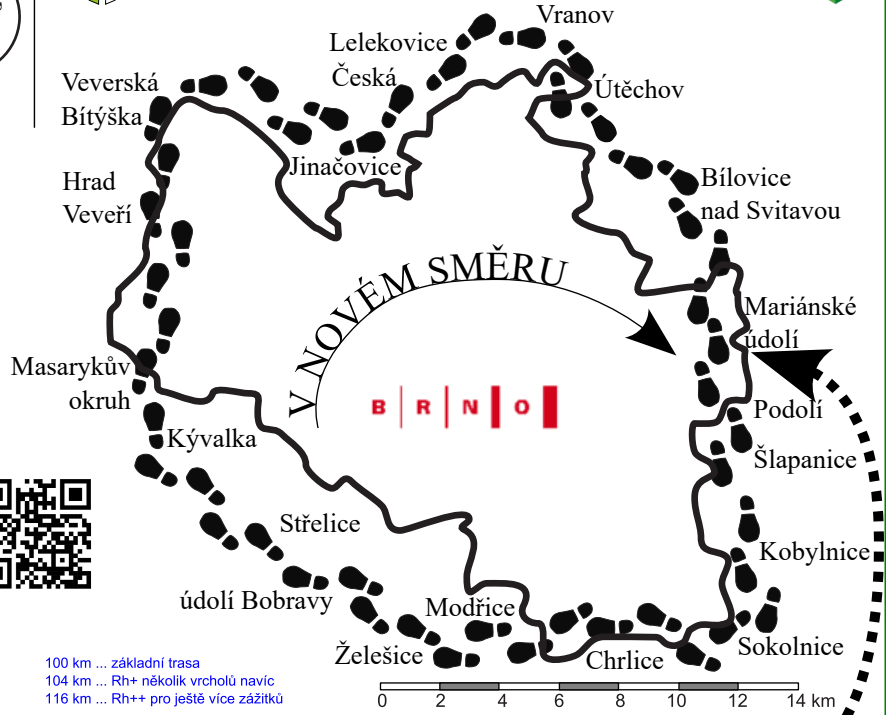 Vranov
Lelekovice
Česká
Veverská
Bítýška
Útěchov
Jinačovice
Hrad
Veveří
Bílovice
nad Svitavou
V NOVÉM SMĚRU
Mariánské
údolí
Masarykův
okruh
B R N O
Podolí
Kývalka
Šlapanice
Střelice
Kobylnice
údolí Bobravy
Modřice
Želešice
Chrlice
Sokolnice
100 km ... základní trasa
104 km ... Rh+ několik vrcholů navíc
116 km ... Rh++ pro ještě více zážitků
0 2 4 6 8 10 12 14 km